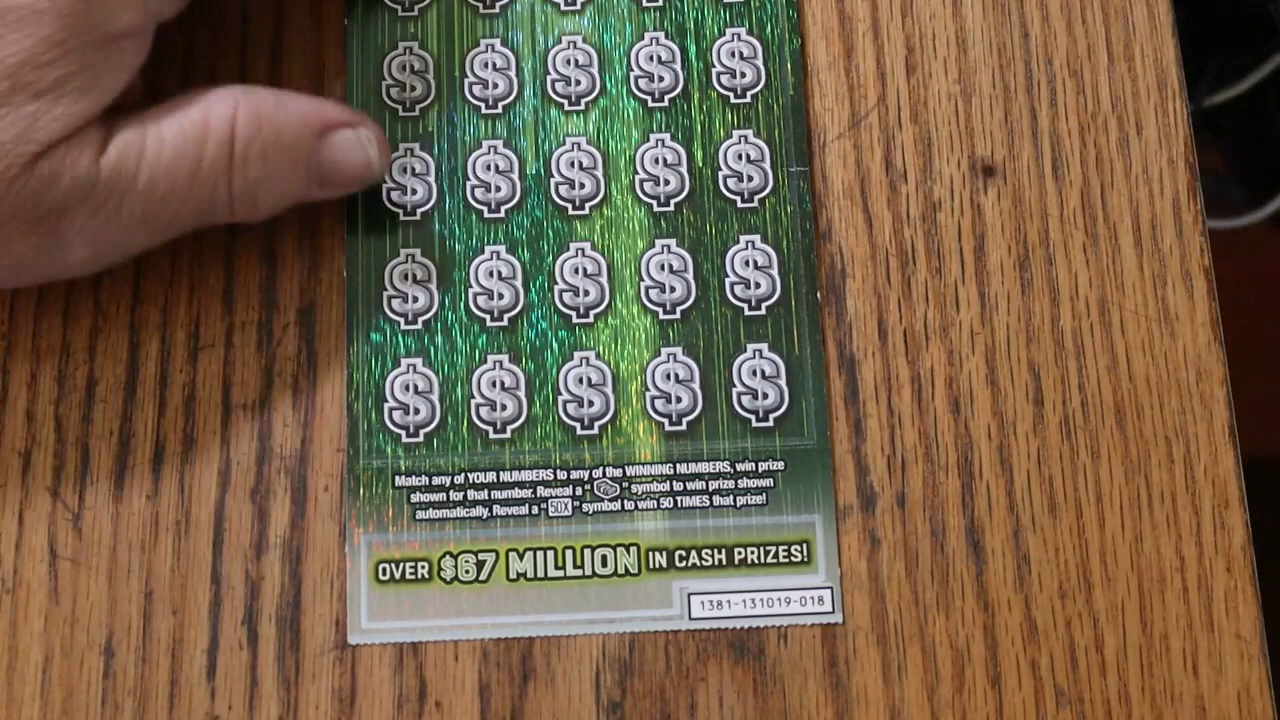 Match any of YOUR NUMBERS to any of the WINNING NUMBERS, win prize
shown for that number. Reveal a " " symbol to win prize shown
automatically. Reveal a "50X" symbol to win 50 TIMES that prize!
OVER $67 MILLION IN CASH PRIZES!
1381-131019-018